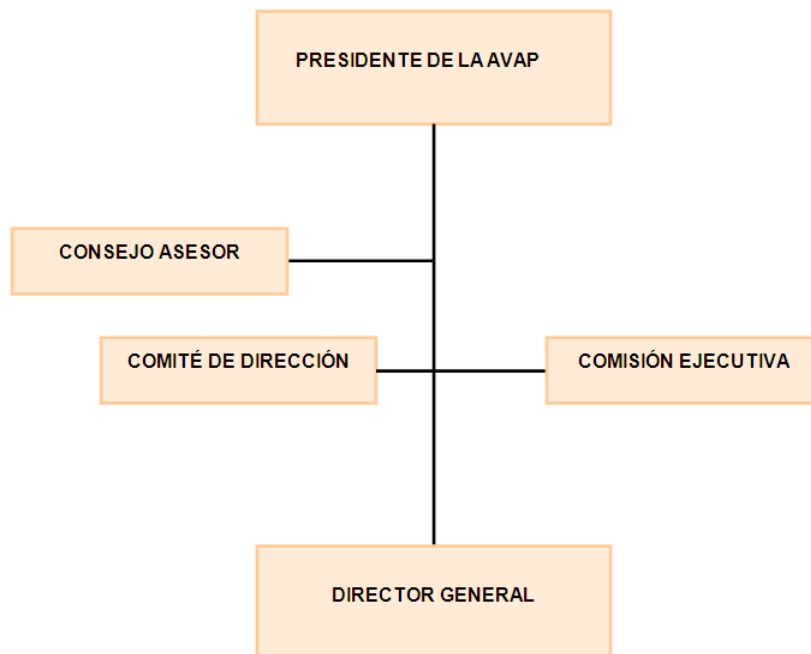 PRESIDENTE DE LA AVAP
CONSEJO ASESOR
COMITÉ DE DIRECCIÓN
COMISIÓN EJECUTIVA
DIRECTOR GENERAL